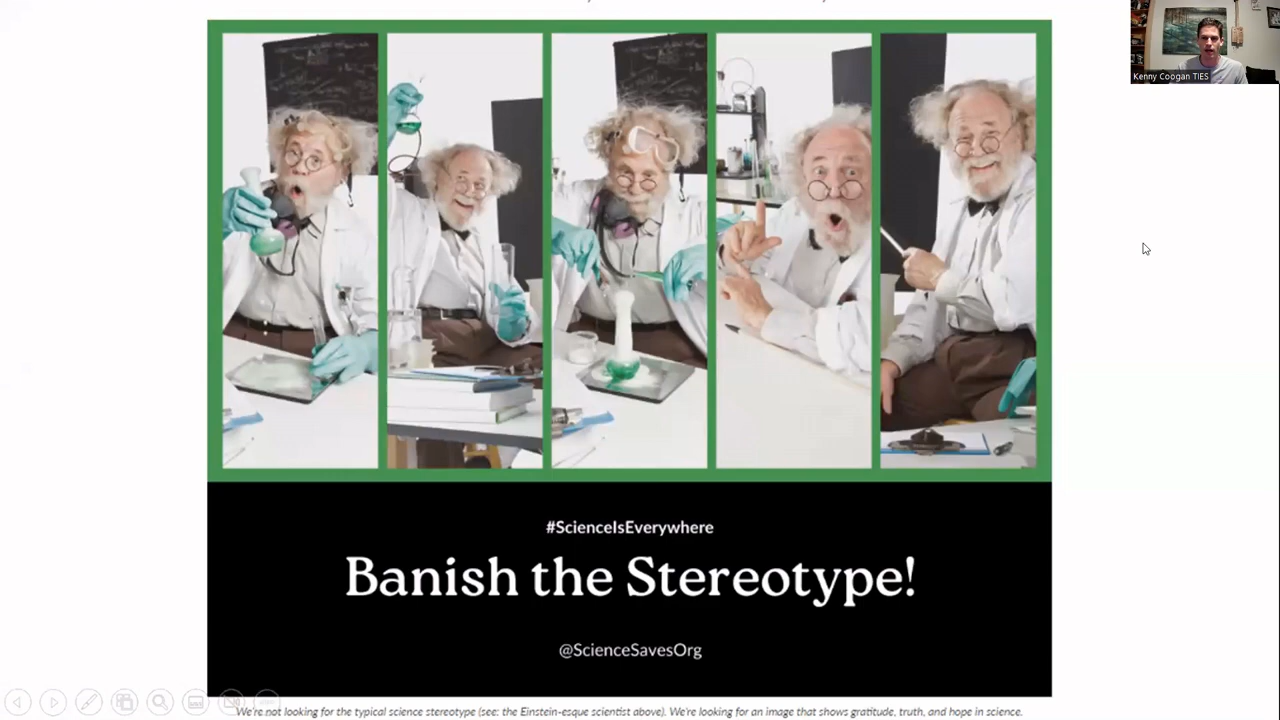 Kenny Coogan TIES
#ScienceIsEverywhere
Banish the Stereotype!
@ScienceSavesOrg
We're not looking for the typical science stereotype (see: the Einstein-esque scientist above). We're looking for an image that shows gratitude, truth, and hope in science.